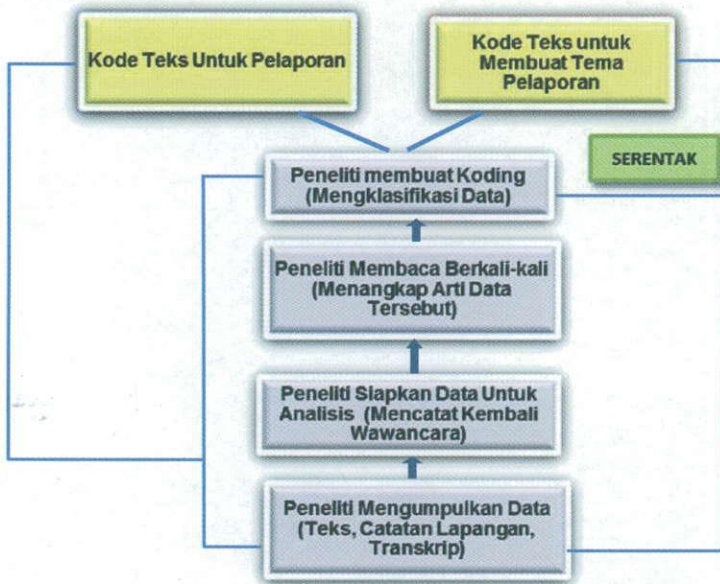 Kode Teks Untuk Pelaporan
Kode Teks untuk
Membuat Tema
Pelaporan
SERENTAK
Peneliti membuat Koding
(Mengklasifikasi Data)
Peneliti Membaca Berkali-kali
(Menangkap Arti Data
Tersebut)
Peneliti Siapkan Data Untuk
Analisis (Mencatat Kembali
Wawancara)
Peneliti Mengumpulkan Data
(Teks, Catatan Lapangan,
Transkrip)